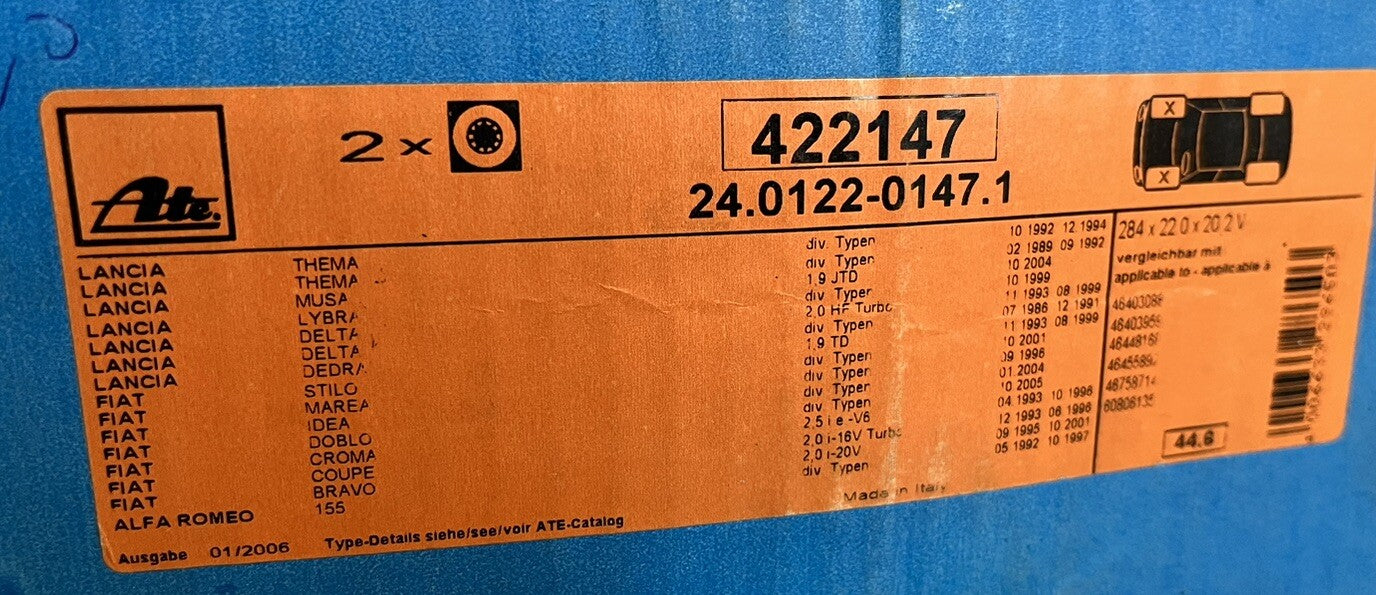 Ate.
2 x
422147
24.0122-0147.1
LANCIA
LANCIA
LANCIA
LANCIA
LANCIA
LANCIA
LANCIA
FIAT
FIAT
FIAT
FIAT
FIAT
FIAT
FIAT
ALFA ROMEO
THEMA
THEMA
MUSA
LYBRA
DELTA
DELTA
DEDRA
STILO
MAREA
IDEA
DOBLO
CROMA
COUPE
BRAVO
155
div. Typen
div Typen
1,9 JTD
div Typen
2.0 HF Turbo
div Typen
1.9 TD
div Typen
div Typen
div Typen
div Typen
2,5 i e -V6
2,0 i-16V Turbo
2,0 i-20V
div Typen
10 1992 12 1994
02 1989 09 1992
10 2004
10 1999
11 1993 08 1999
07 1986 12 1991
11 1993 08 1999
10 2001
09 1996
01 2004
10 2005
04 1993 10 1996
12 1993 06 1996
09 1995 10 2001
05 1992 10 1997
284 x 22 0 x 20 2 V
vergleichbar mit
applicable to - applicable à
46758714
60806135
44.6
Made in Italy
Ausgabe 01/2006
Type-Details siehe/see/voir ATE-Catalog
X
X